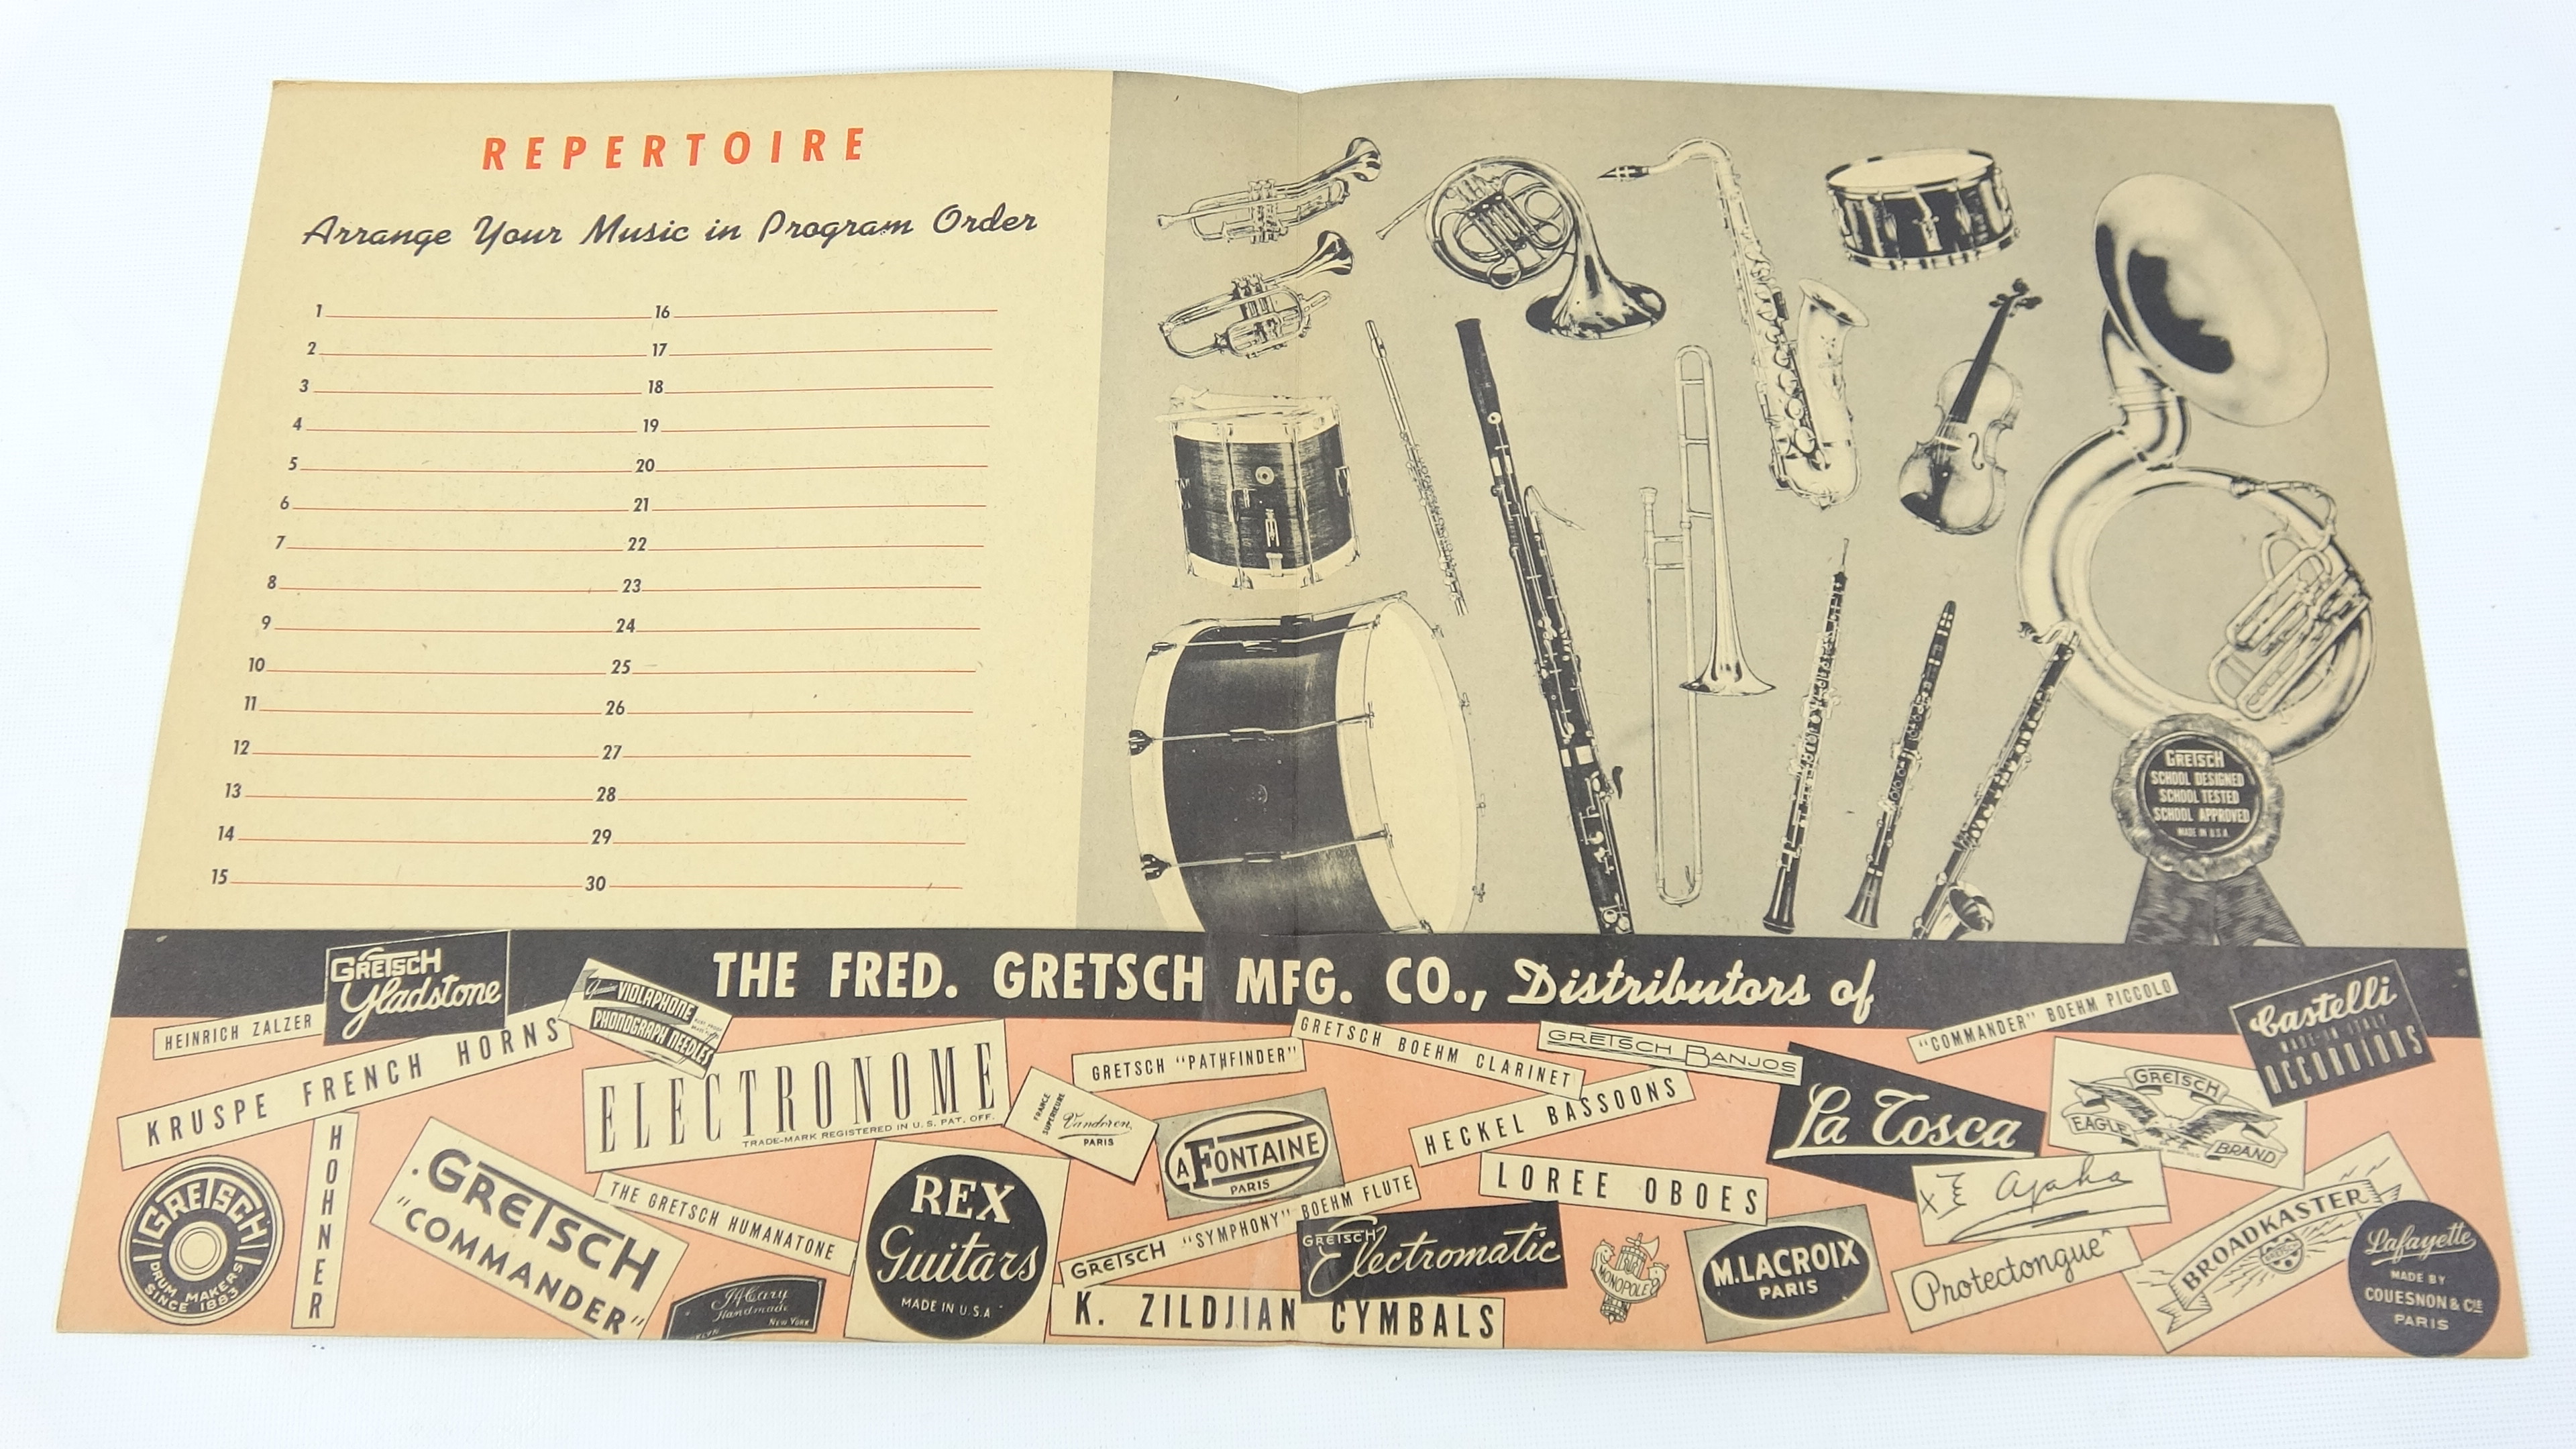 REPERTOIRE
Arrange Your Music in Program Order
1 16
2 17
3 18
4 19
5 20
6 21
7 22
8 23
9 24
10 25
11 26
12 27
13 28
14 29
15 30
GRETSCH
SCHOOL DESIGNED
SCHOOL TESTED
SCHOOL APPROVED
MADE IN U.S.A.
THE FRED. GRETSCH MFG. CO., Distributors of
HEINRICH ZALZER
GRETSCH
Gladstone
VIOLAPHONE
PHONOGRAPH NEEDLES
KRUSPE FRENCH HORNS
ELECTRONOME
TRADE-MARK REGISTERED IN U.S. PAT. OFF.
GRETSCH "PATHFINDER"
GRETSCH BOEHM CLARINET
GRETSCH BANJOS
"COMMANDER" BOEHM PICCOLO
Castelli
MADE IN ITALY
ACCORDIONS
HOHNER
FRANCE
SUPERIEURE
Vandoren
PARIS
A FONTAINE
PARIS
HECKEL BASSOONS
La Tosca
GRETSCH
EAGLE
BRAND
GRETSCH
DRUM MAKERS
SINCE 1883
GRETSCH
"COMMANDER"
THE GRETSCH HUMANATONE
REX
Guitars
MADE IN U.S.A.
GRETSCH "SYMPHONY" BOEHM FLUTE
LOREE OBOES
Handmade
NEW YORK
K. ZILDJIAN CYMBALS
GRETSCH
Electromatic
MONOPOLE
M. LACROIX
PARIS
Protectongue
BROADKASTER
GRETSCH
Lafayette
MADE BY
COUESNON & CIE
PARIS